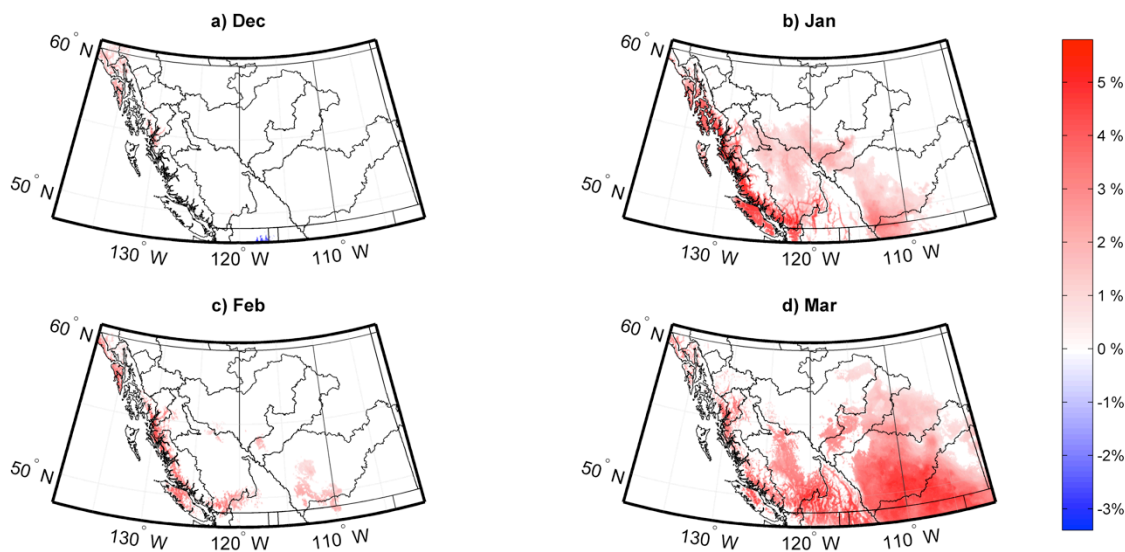 a) Dec
60° N
50° N
130° W
120° W
110° W
b) Jan
60° N
50° N
130° W
120° W
110° W
c) Feb
60° N
50° N
130° W
120° W
110° W
d) Mar
60° N
50° N
130° W
120° W
110° W
5 %
4 %
3 %
2 %
1 %
0 %
-1%
-2%
-3%